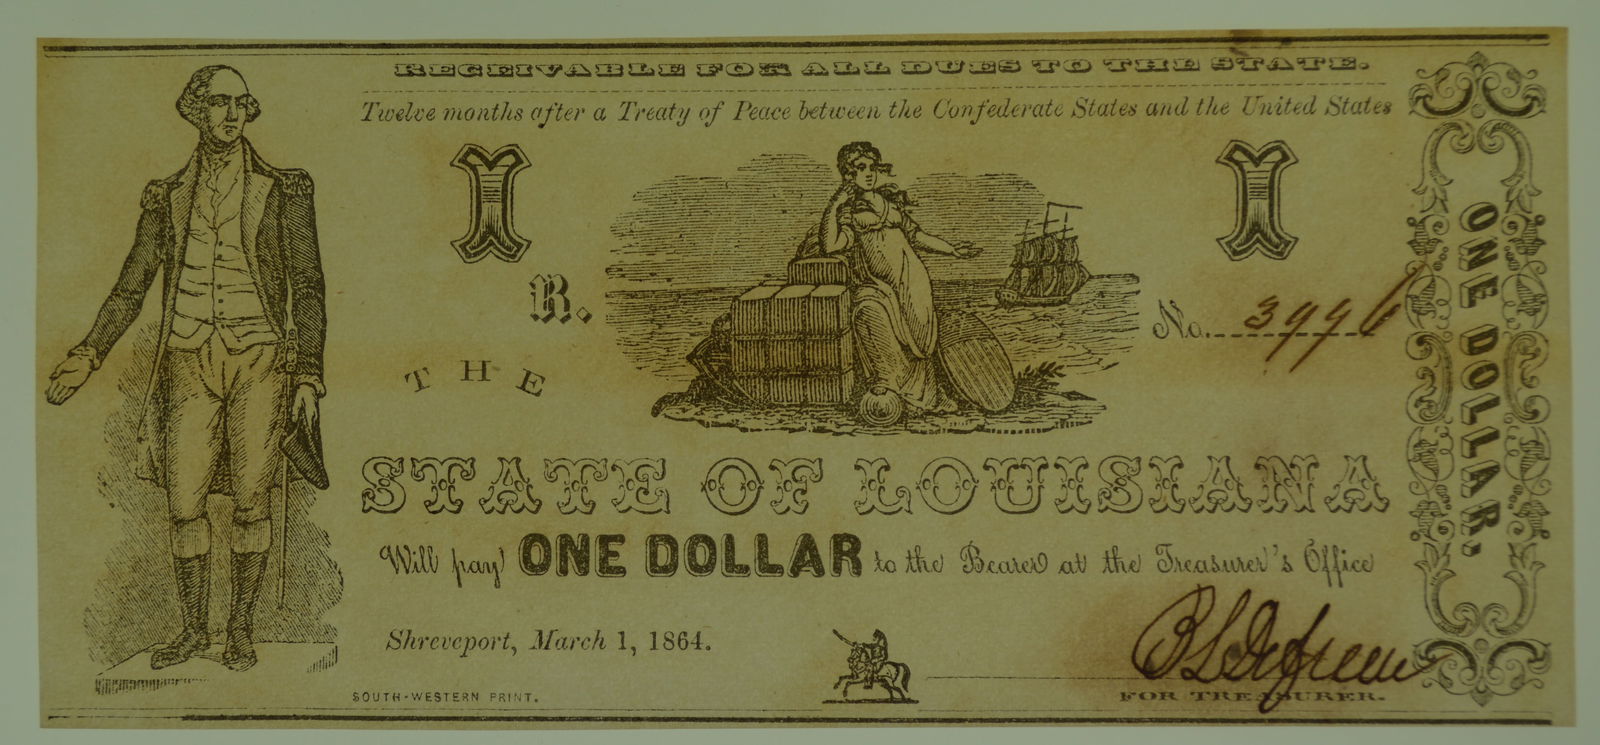 RECEIVABLE FOR ALL DUES TO THE STATE.
Twelve months after a Treaty of Peace between the Confederate States and the United States
I I
R.
No. 3996
THE
STATE OF LOUISIANA
Will pay ONE DOLLAR to the Bearer at the Treasurer's Office
Shreveport, March 1, 1864.
SOUTH-WESTERN PRINT.
FOR TREASURER.
ONE DOLLAR.